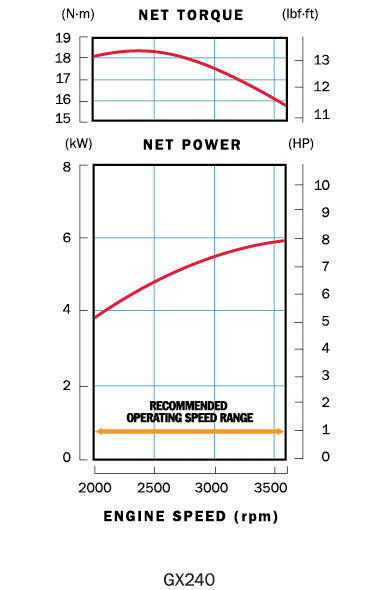 (N·m) NET TORQUE (lbf·ft)
19
18 13
17 12
16
15 11
(kW) NET POWER (HP)
8
10
9
6 8
7
6
4 5
4
3
2 2
RECOMMENDED
OPERATING SPEED RANGE
1
0 0
2000 2500 3000 3500
ENGINE SPEED (rpm)
GX240